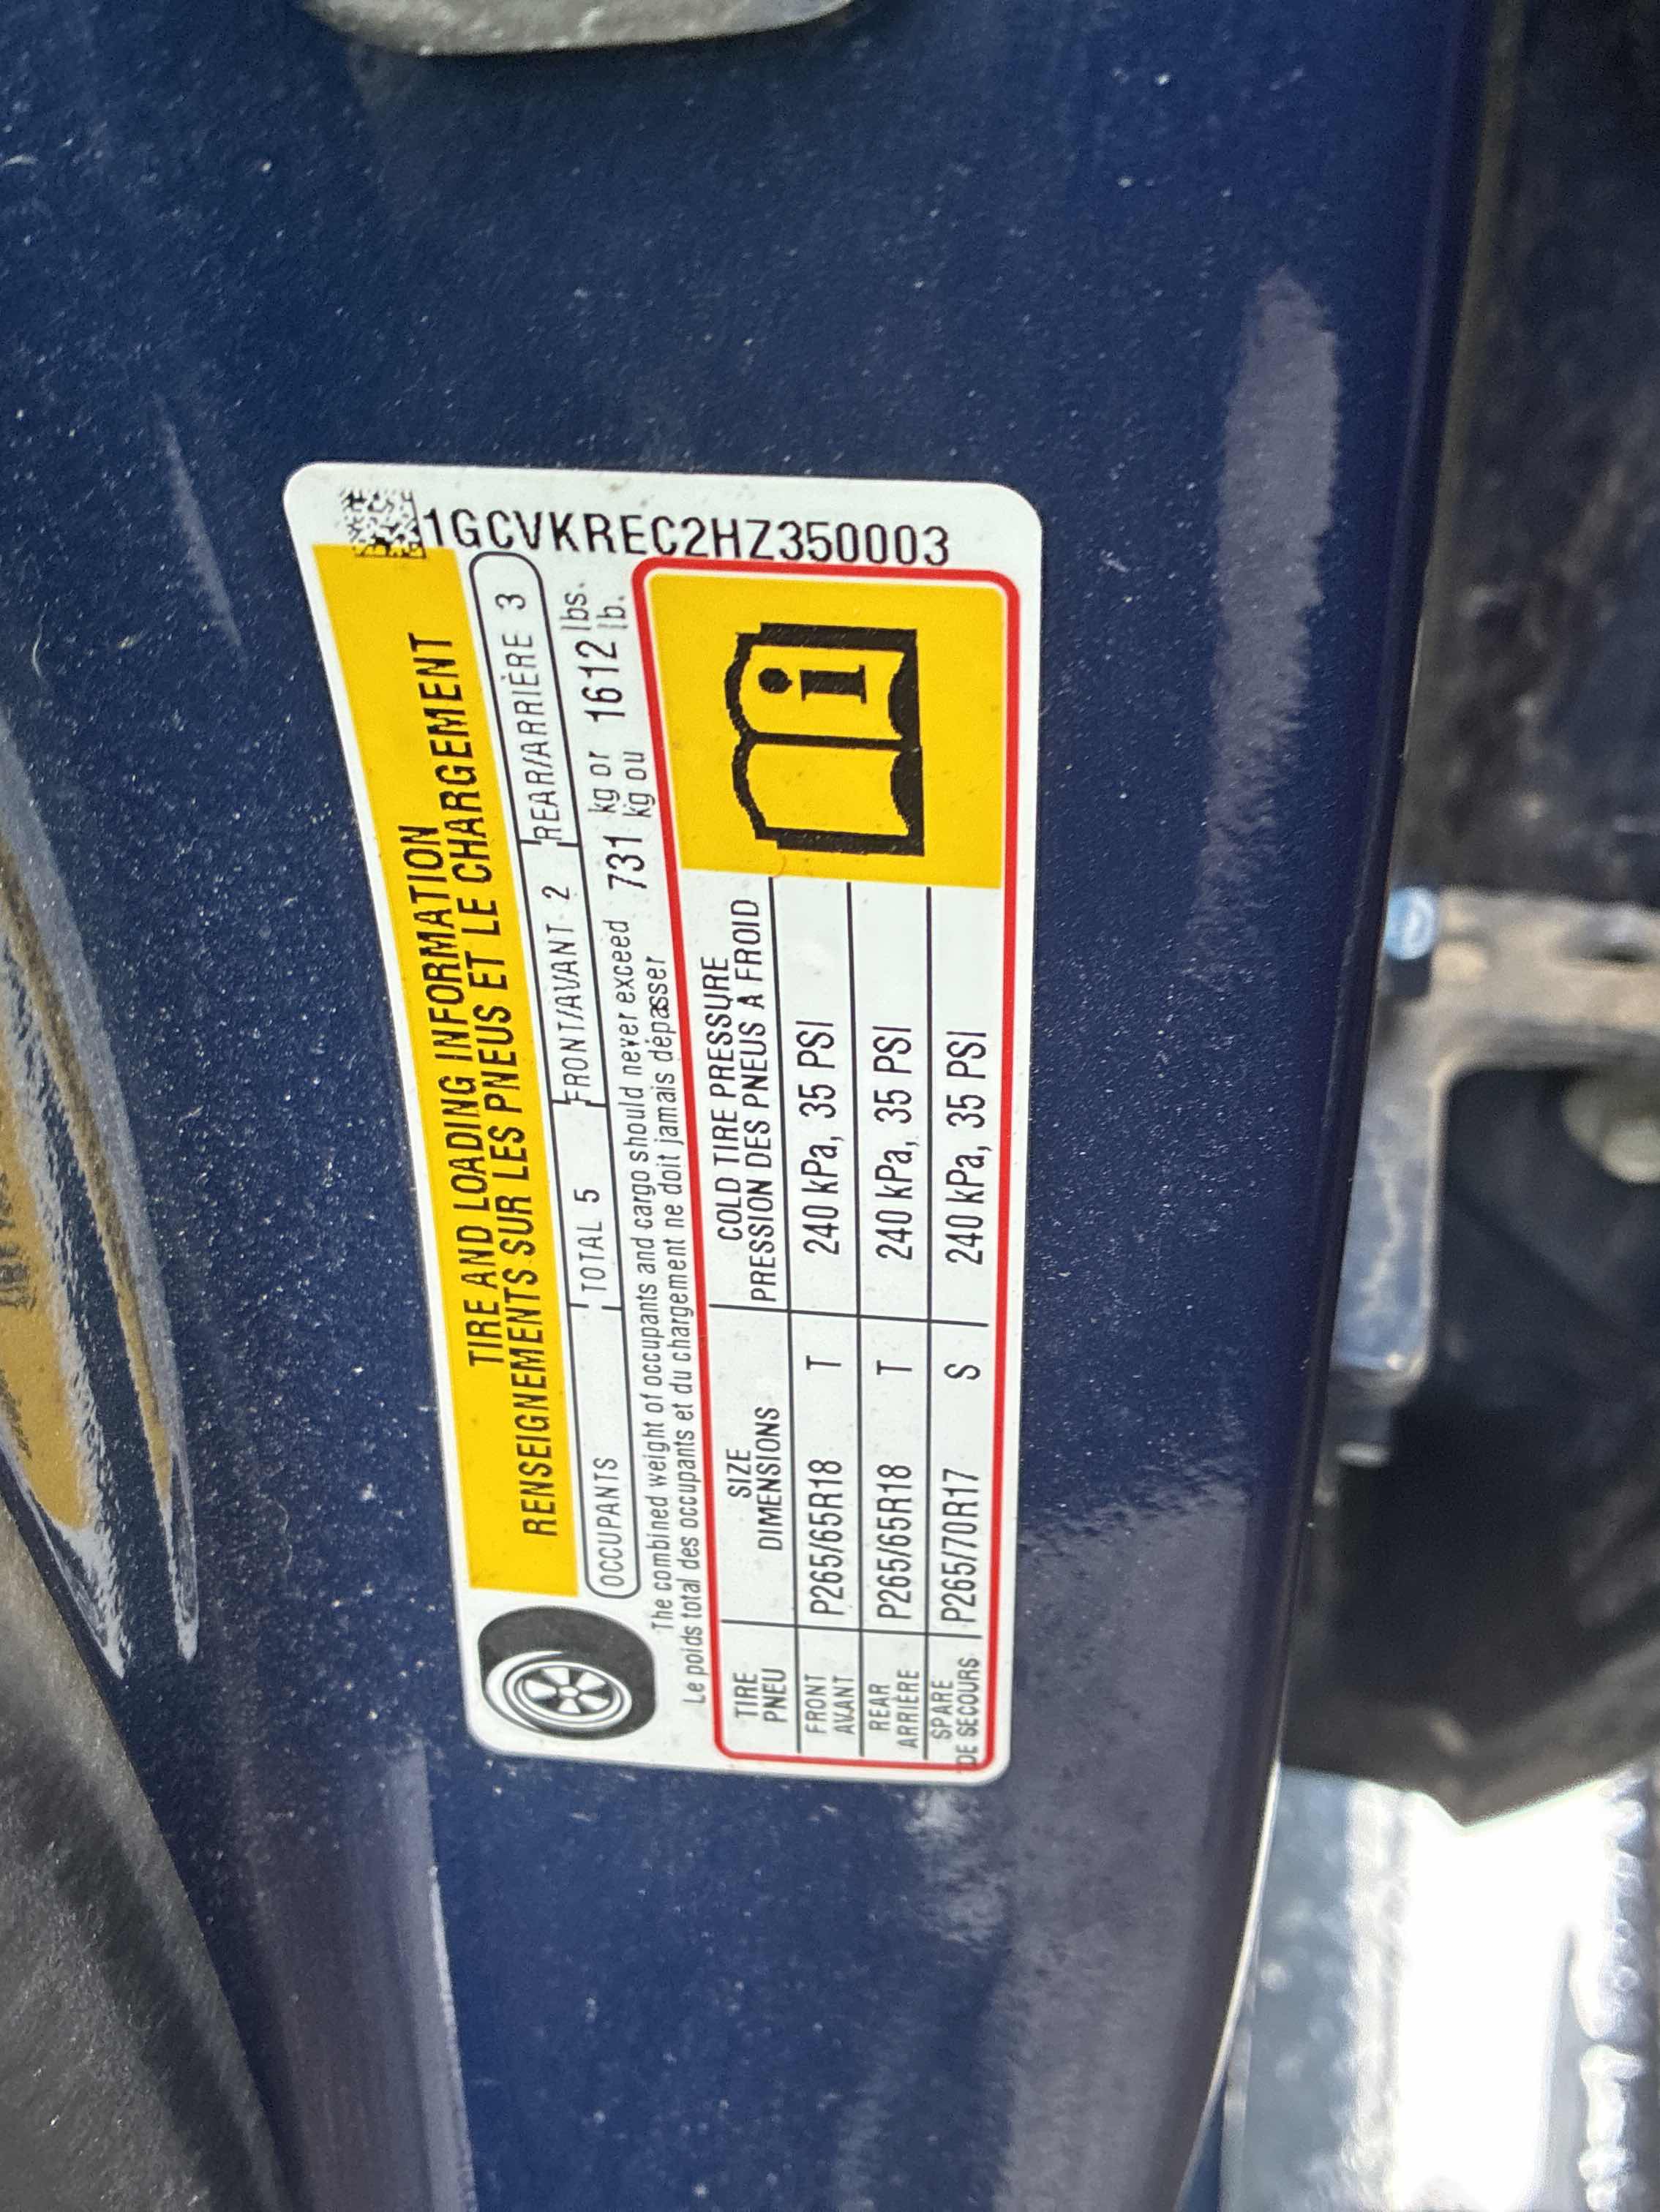 1GCVKREC2HZ350003
TIRE AND LOADING INFORMATION
RENSEIGNEMENTS SUR LES PNEUS ET LE CHARGEMENT
OCCUPANTS TOTAL 5 FRONT/AVANT 2 REAR/ARRIÈRE 3
The combined weight of occupants and cargo should never exceed 731 kg or 1612 lbs.
Le poids total des occupants et du chargement ne doit jamais dépasser kg ou lb.
TIRE SIZE COLD TIRE PRESSURE
PNEU DIMENSIONS PRESSION DES PNEUS À FROID
FRONT
AVANT P265/65R18 T 240 kPa, 35 PSI
REAR
ARRIÈRE P265/65R18 T 240 kPa, 35 PSI
SPARE
DE SECOURS P265/70R17 S 240 kPa, 35 PSI
i